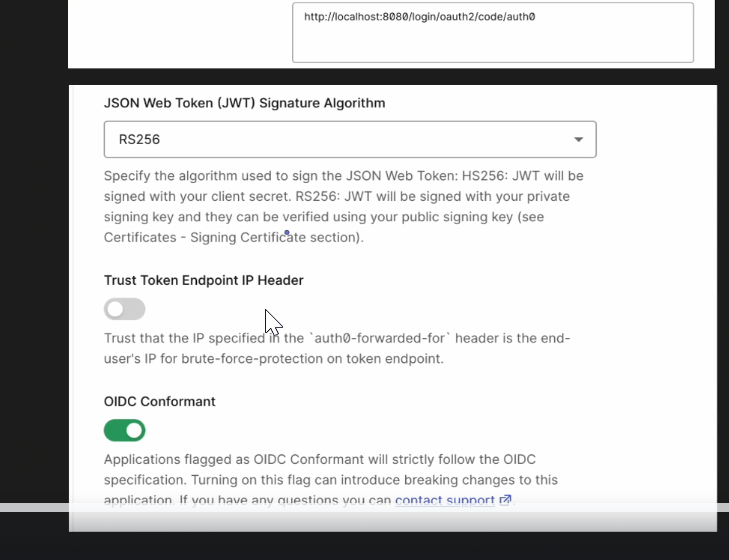 http://localhost:8080/login/oauth2/code/auth0
JSON Web Token (JWT) Signature Algorithm
RS256
Specify the algorithm used to sign the JSON Web Token: HS256: JWT will be
signed with your client secret. RS256: JWT will be signed with your private
signing key and they can be verified using your public signing key (see
Certificates - Signing Certificate section).
Trust Token Endpoint IP Header
Trust that the IP specified in the `auth0-forwarded-for` header is the end-
user's IP for brute-force-protection on token endpoint.
OIDC Conformant
Applications flagged as OIDC Conformant will strictly follow the OIDC
specification. Turning on this flag can introduce breaking changes to this
application. If you have any questions you can contact support.